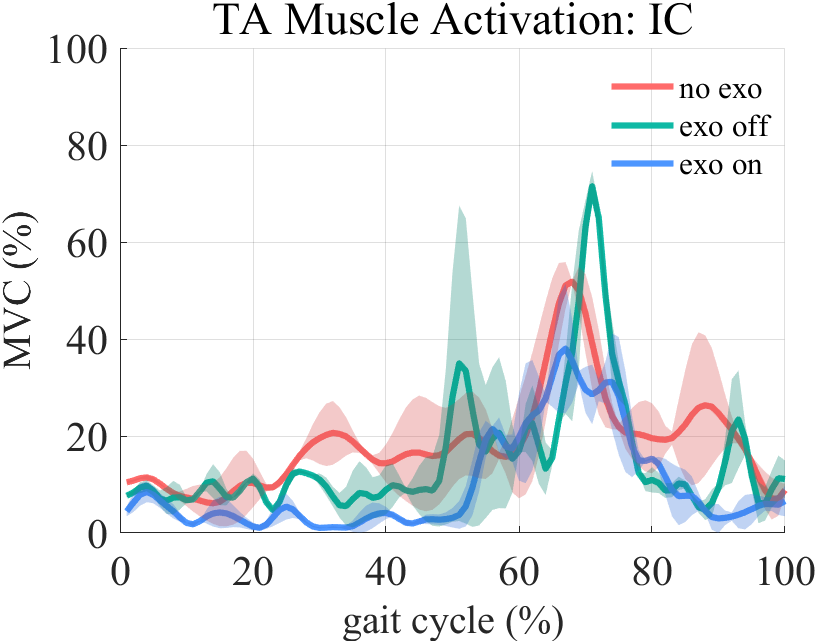 TA Muscle Activation: IC
100
80
60
40
20
0
MVC (%)
no exo
exo off
exo on
0 20 40 60 80 100
gait cycle (%)